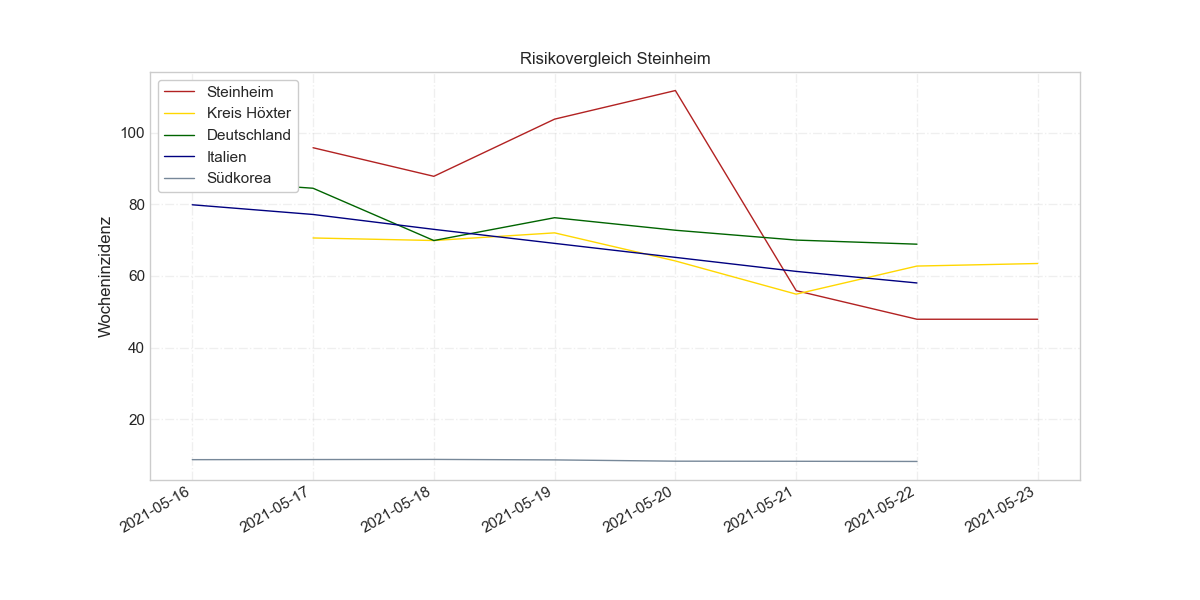 Risikovergleich Steinheim
Steinheim
Kreis Höxter
Deutschland
Italien
Südkorea
Wocheninzidenz
100
80
60
40
20
2021-05-16
2021-05-17
2021-05-18
2021-05-19
2021-05-20
2021-05-21
2021-05-22
2021-05-23